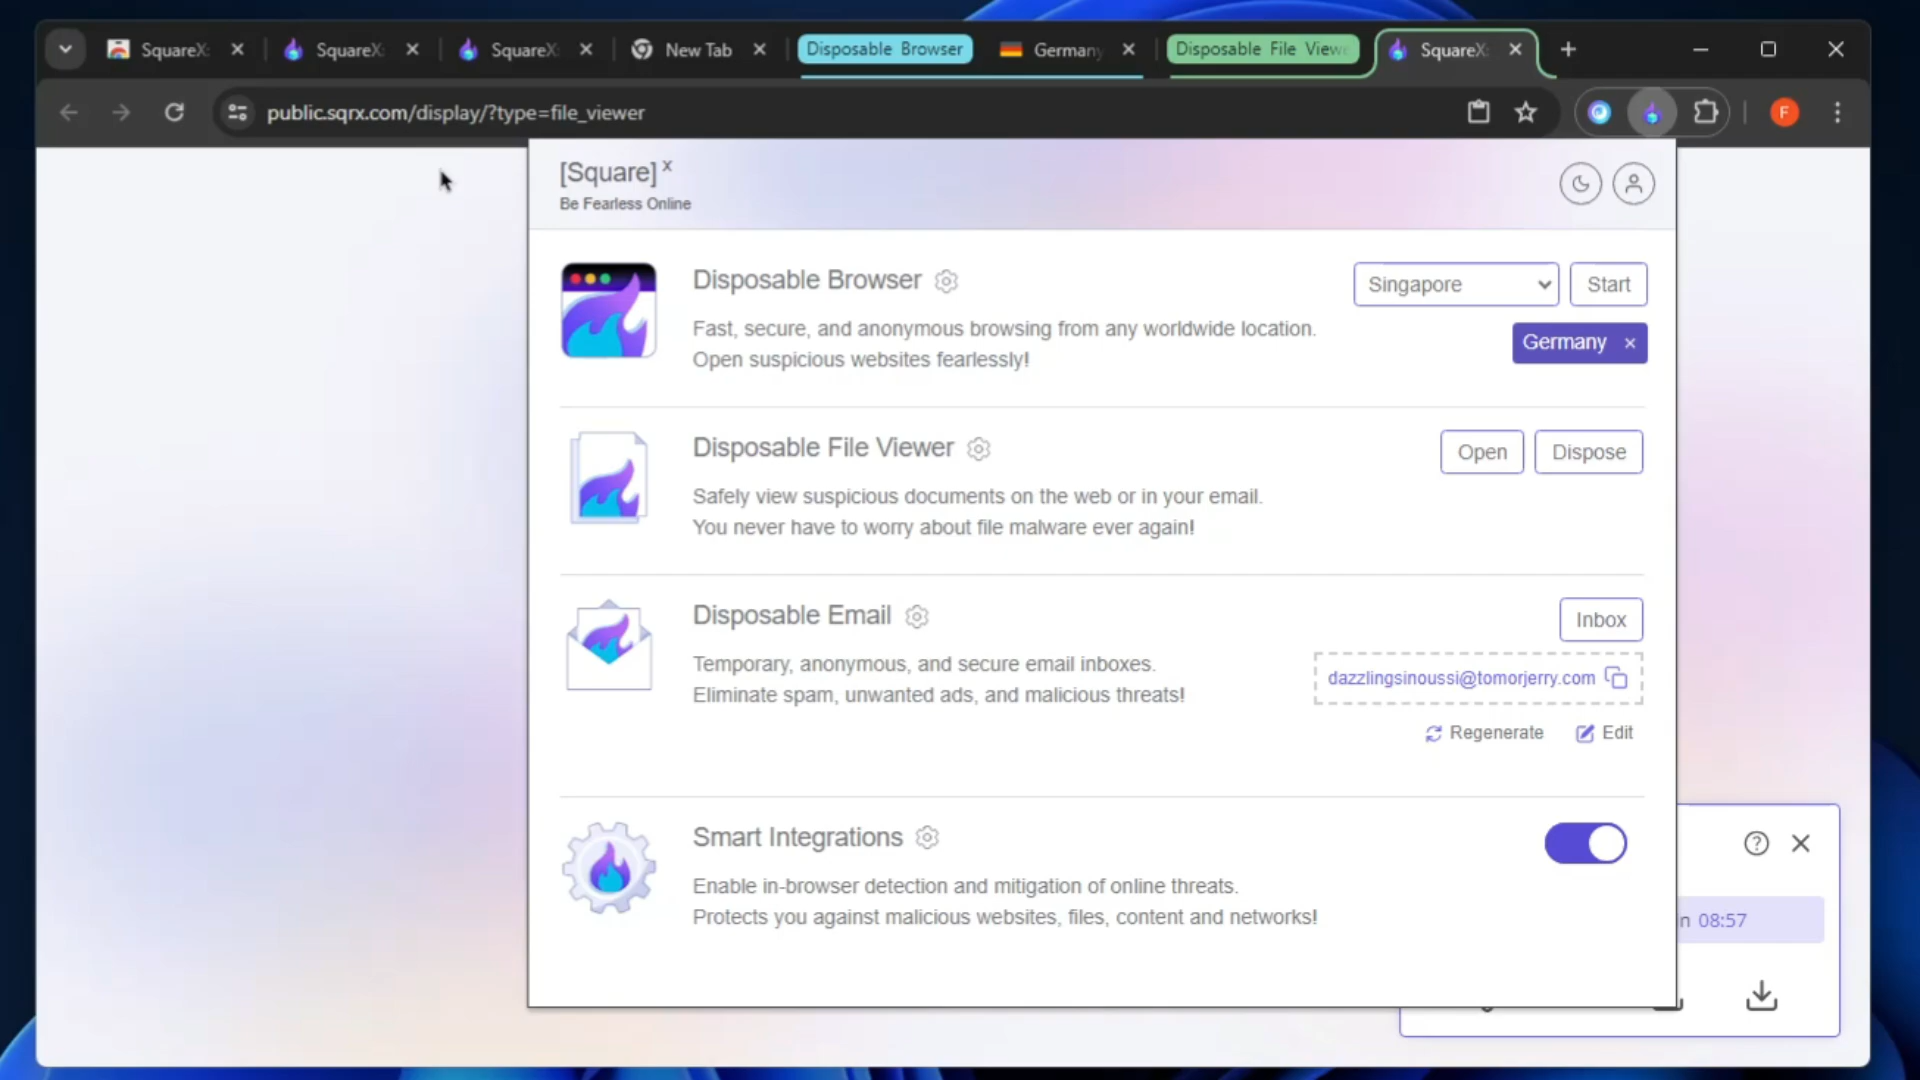 SquareX:
SquareX:
SquareX:
New Tab
Disposable Browser
Germany
Disposable File View
SquareX:
public.sqrx.com/display/?type=file_viewer
F
[Square]x
Be Fearless Online
Disposable Browser
Singapore
Start
Fast, secure, and anonymous browsing from any worldwide location.
Open suspicious websites fearlessly!
Germany ×
Disposable File Viewer
Open
Dispose
Safely view suspicious documents on the web or in your email.
You never have to worry about file malware ever again!
Disposable Email
Inbox
Temporary, anonymous, and secure email inboxes.
Eliminate spam, unwanted ads, and malicious threats!
dazzlingsinoussi@tomorjerry.com
Regenerate
Edit
Smart Integrations
Enable in-browser detection and mitigation of online threats.
Protects you against malicious websites, files, content and networks!
n 08:57